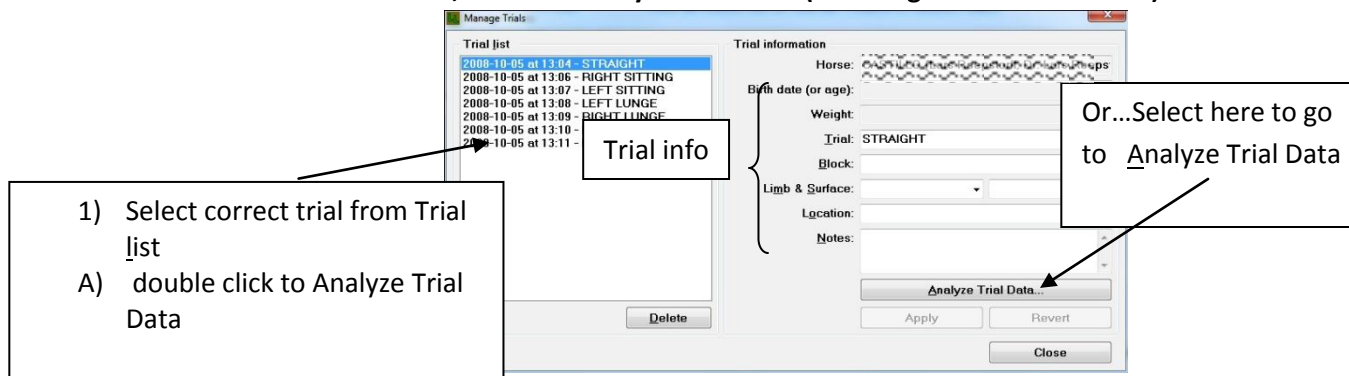 Manage Trials
Trial list
2008-10-05 at 13:04 - STRAIGHT
2008-10-05 at 13:06 - RIGHT SITTING
2008-10-05 at 13:07 - LEFT SITTING
2008-10-05 at 13:08 - LEFT LUNGE
2008-10-05 at 13:09 - RIGHT LUNGE
2008-10-05 at 13:10 -
at 13:11 -
Delete
Trial information
Horse:
Birth date (or age):
Weight:
Trial: STRAIGHT
Block:
Limb & Surface:
Location:
Notes:
Analyze Trial Data...
Apply Revert
Close
Trial info
Or...Select here to go
to Analyze Trial Data
1) Select correct trial from Trial
list
A) double click to Analyze Trial
Data